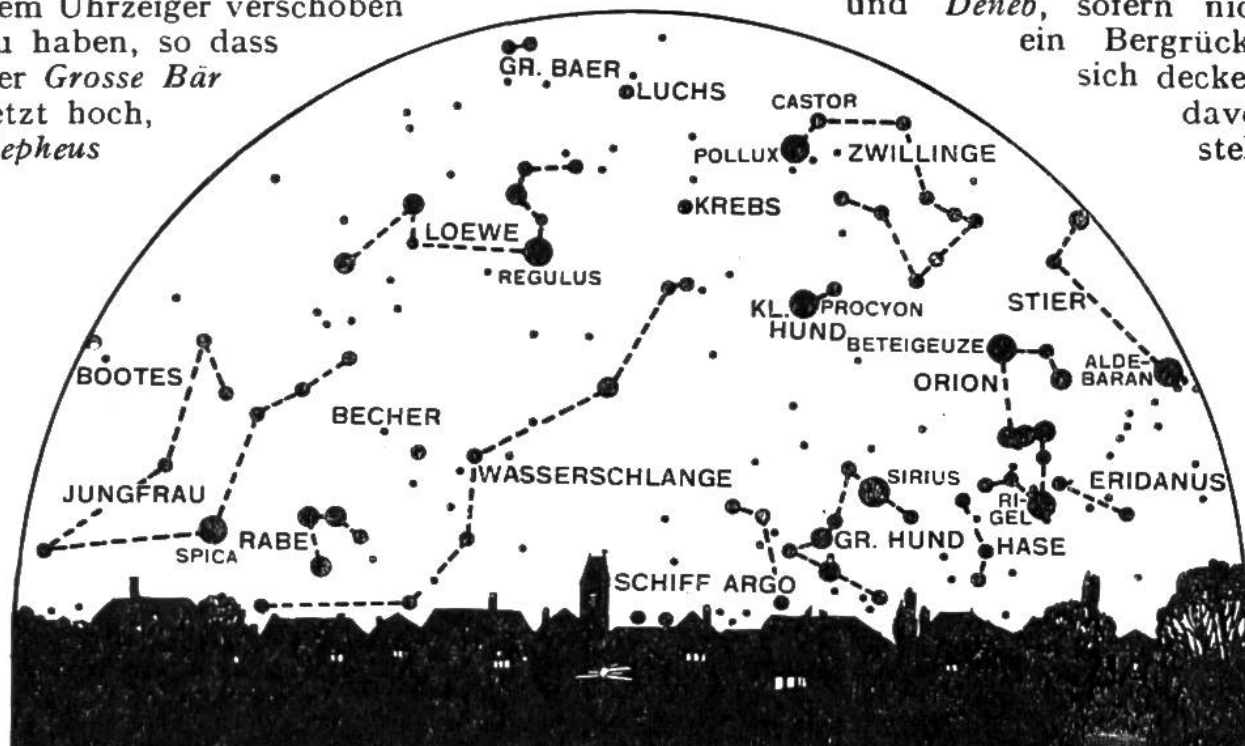 em Uhrzeiger verschoben
u haben, so dass
er Grosse Bär
etzt hoch,
epheus
und Deneb, sofern nic
ein Bergrück
sich decke
dav
stel
GR. BAER
LUCHS
CASTOR
POLLUX
ZWILLINGE
KREBS
LOEWE
REGULUS
STIER
KL.
HUND
PROCYON
BETEIGEUZE
ALDE-
BARAN
ORION
BOOTES
BECHER
WASSERSCHLANGE
SIRIUS
ERIDANUS
JUNGFRAU
RI-
GEL
SPICA
RABE
GR. HUND
HASE
SCHIFF ARGO